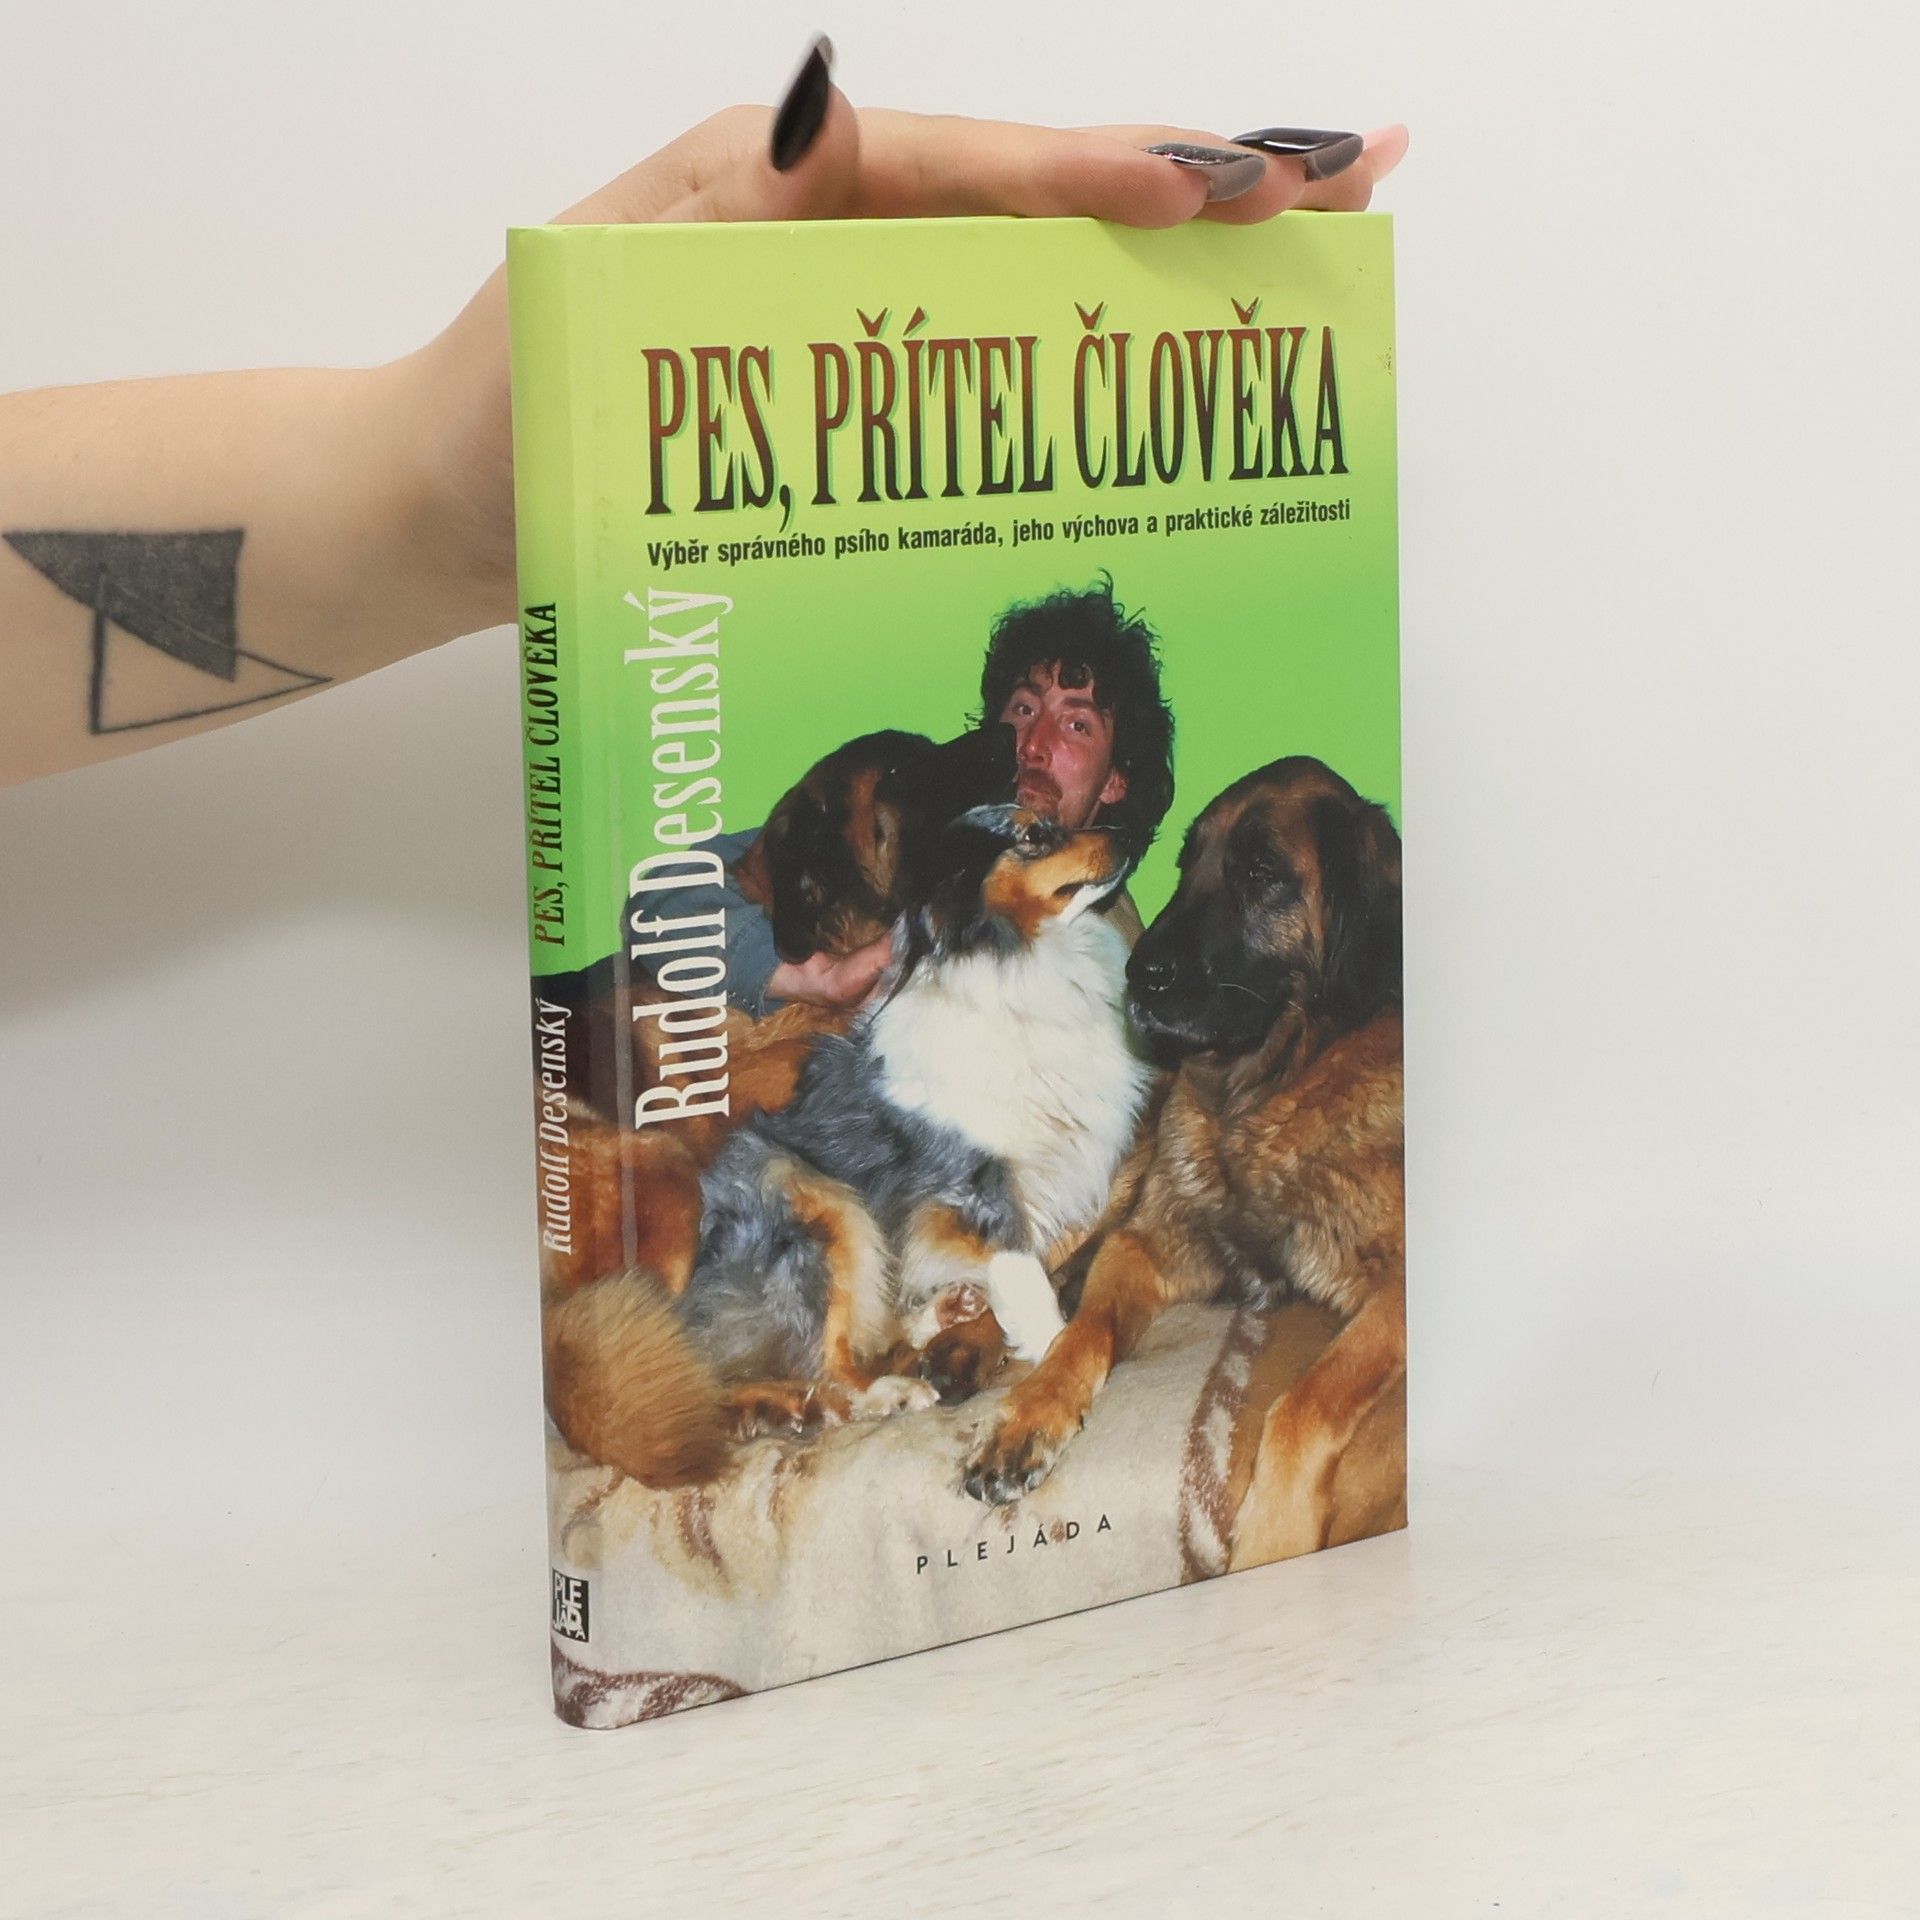 PES, PŘÍTEL ČLOVĚKA
Výběr správného psího kamaráda, jeho výchova a praktické záležitosti
Rudolf Desenský
PLEJÁDA
Rudolf Desenský
PES, PŘÍTEL ČLOVĚKA
PLE
JÁDA